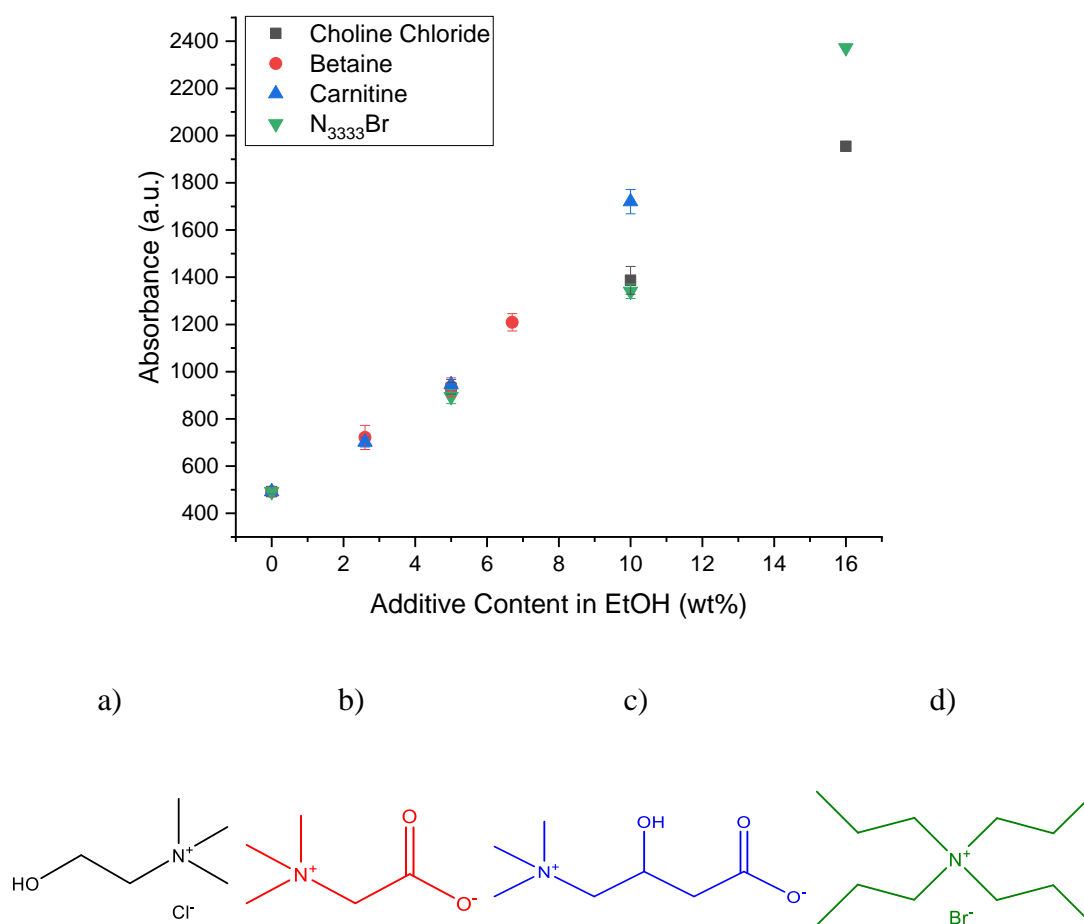 Choline Chloride
Betaine
Carnitine
N₃₃₃₃Br
2400
2200
2000
1800
1600
1400
1200
1000
800
600
400
Absorbance (a.u.)
0 2 4 6 8 10 12 14 16
Additive Content in EtOH (wt%)
a) b) c) d)
HO N⁺ Cl⁻
N⁺ O O⁻
N⁺ OH O O⁻
N⁺ Br⁻